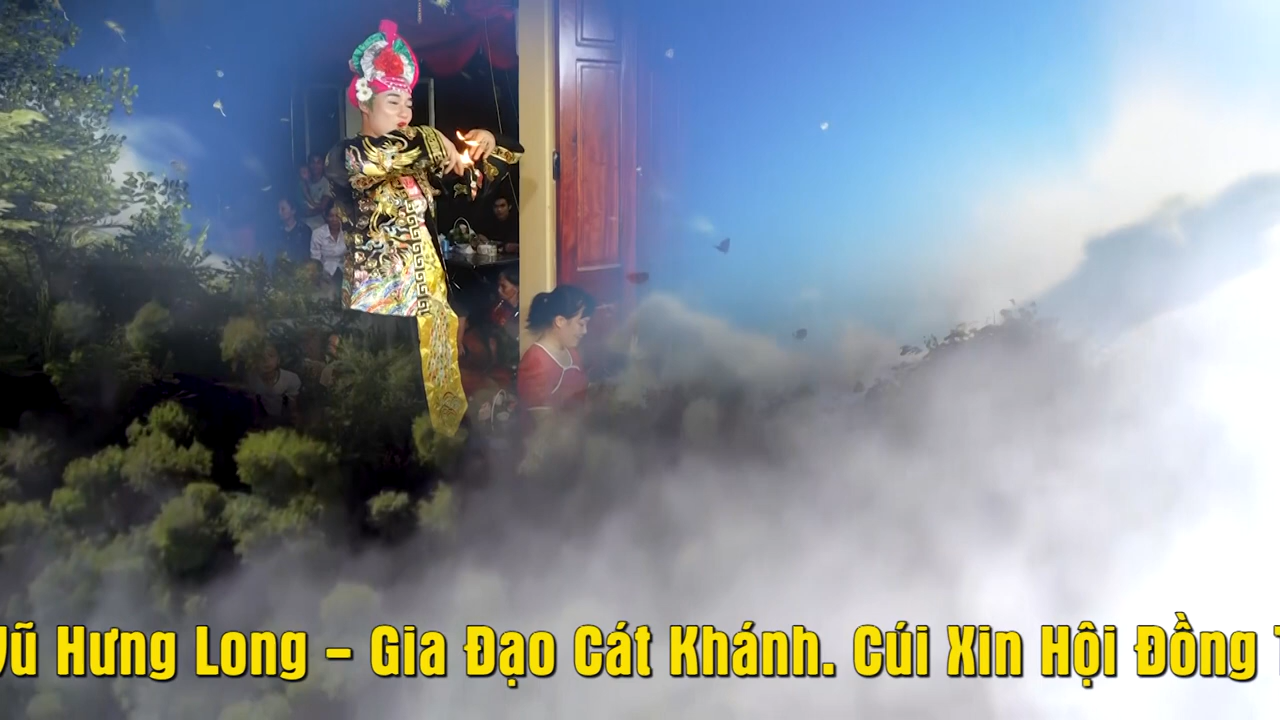 Vũ Hưng Long – Gia Đạo Cát Khánh. Cúi Xin Hội Đồng